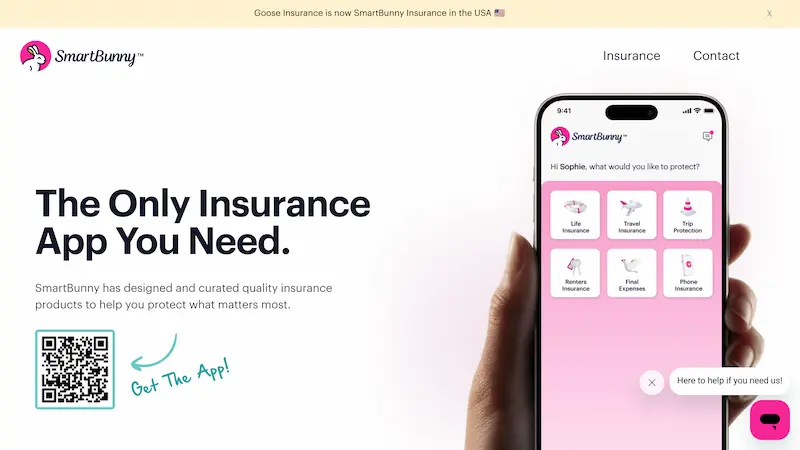 Goose Insurance is now SmartBunny Insurance in the USA 🇺🇸
X
SmartBunny™
Insurance
Contact
The Only Insurance
App You Need.
SmartBunny has designed and curated quality insurance
products to help you protect what matters most.
Get The App!
9:41
SmartBunny™
Hi Sophie, what would you like to protect?
Life
Insurance
Travel
Insurance
Trip
Protection
Renters
Insurance
Final
Expenses
Phone
Insurance
Here to help if you need us!